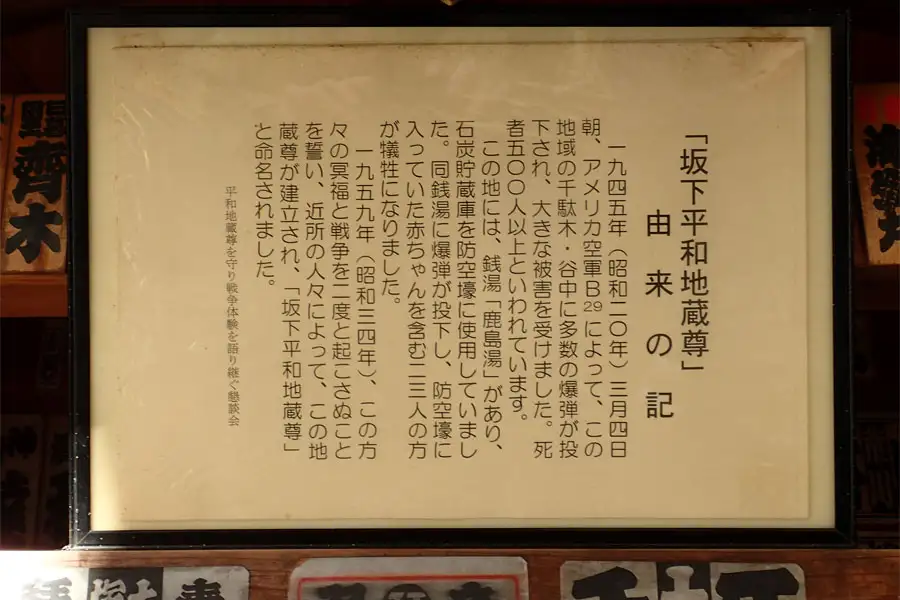 「坂下平和地蔵尊」
由来の記
一九四五年（昭和二〇年）三月四日
朝、アメリカ空軍B29によって、この
地域の千駄木・谷中に多数の爆弾が投
下され、大きな被害を受けました。死
者五〇〇人以上といわれています。
この地には、銭湯「鹿島湯」があり、
石炭貯蔵庫を防空壕に使用していまし
た。同銭湯に爆弾が投下し、防空壕に
入っていた赤ちゃんを含む二三人の方
が犠牲になりました。
一九五九年（昭和三四年）、この方
々の冥福と戦争を二度と起こさぬこと
を誓い、近所の人々によって、この地
蔵尊が建立され、「坂下平和地蔵尊」
と命名されました。
平和地蔵尊を守り戦争体験を語り継ぐ懇談会
齊木